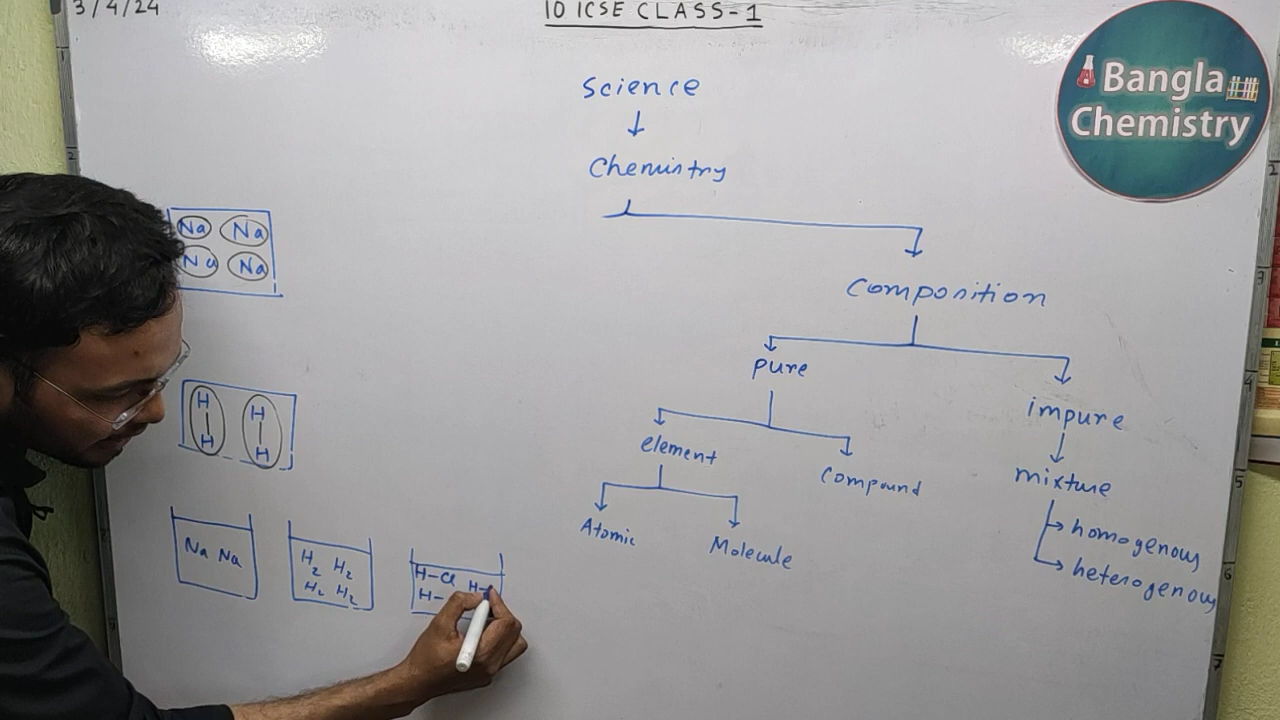 3/4/24
10 ICSE CLASS-1
Bangla
Chemistry
Science
Chemistry
Composition
pure
impure
element
Compound
mixture
Atomic
Molecule
homogenous
heterogenous
Na Na
Na Na
H H
H H
Na Na
H2 H2
H2 H2
H-Cl H-
H-